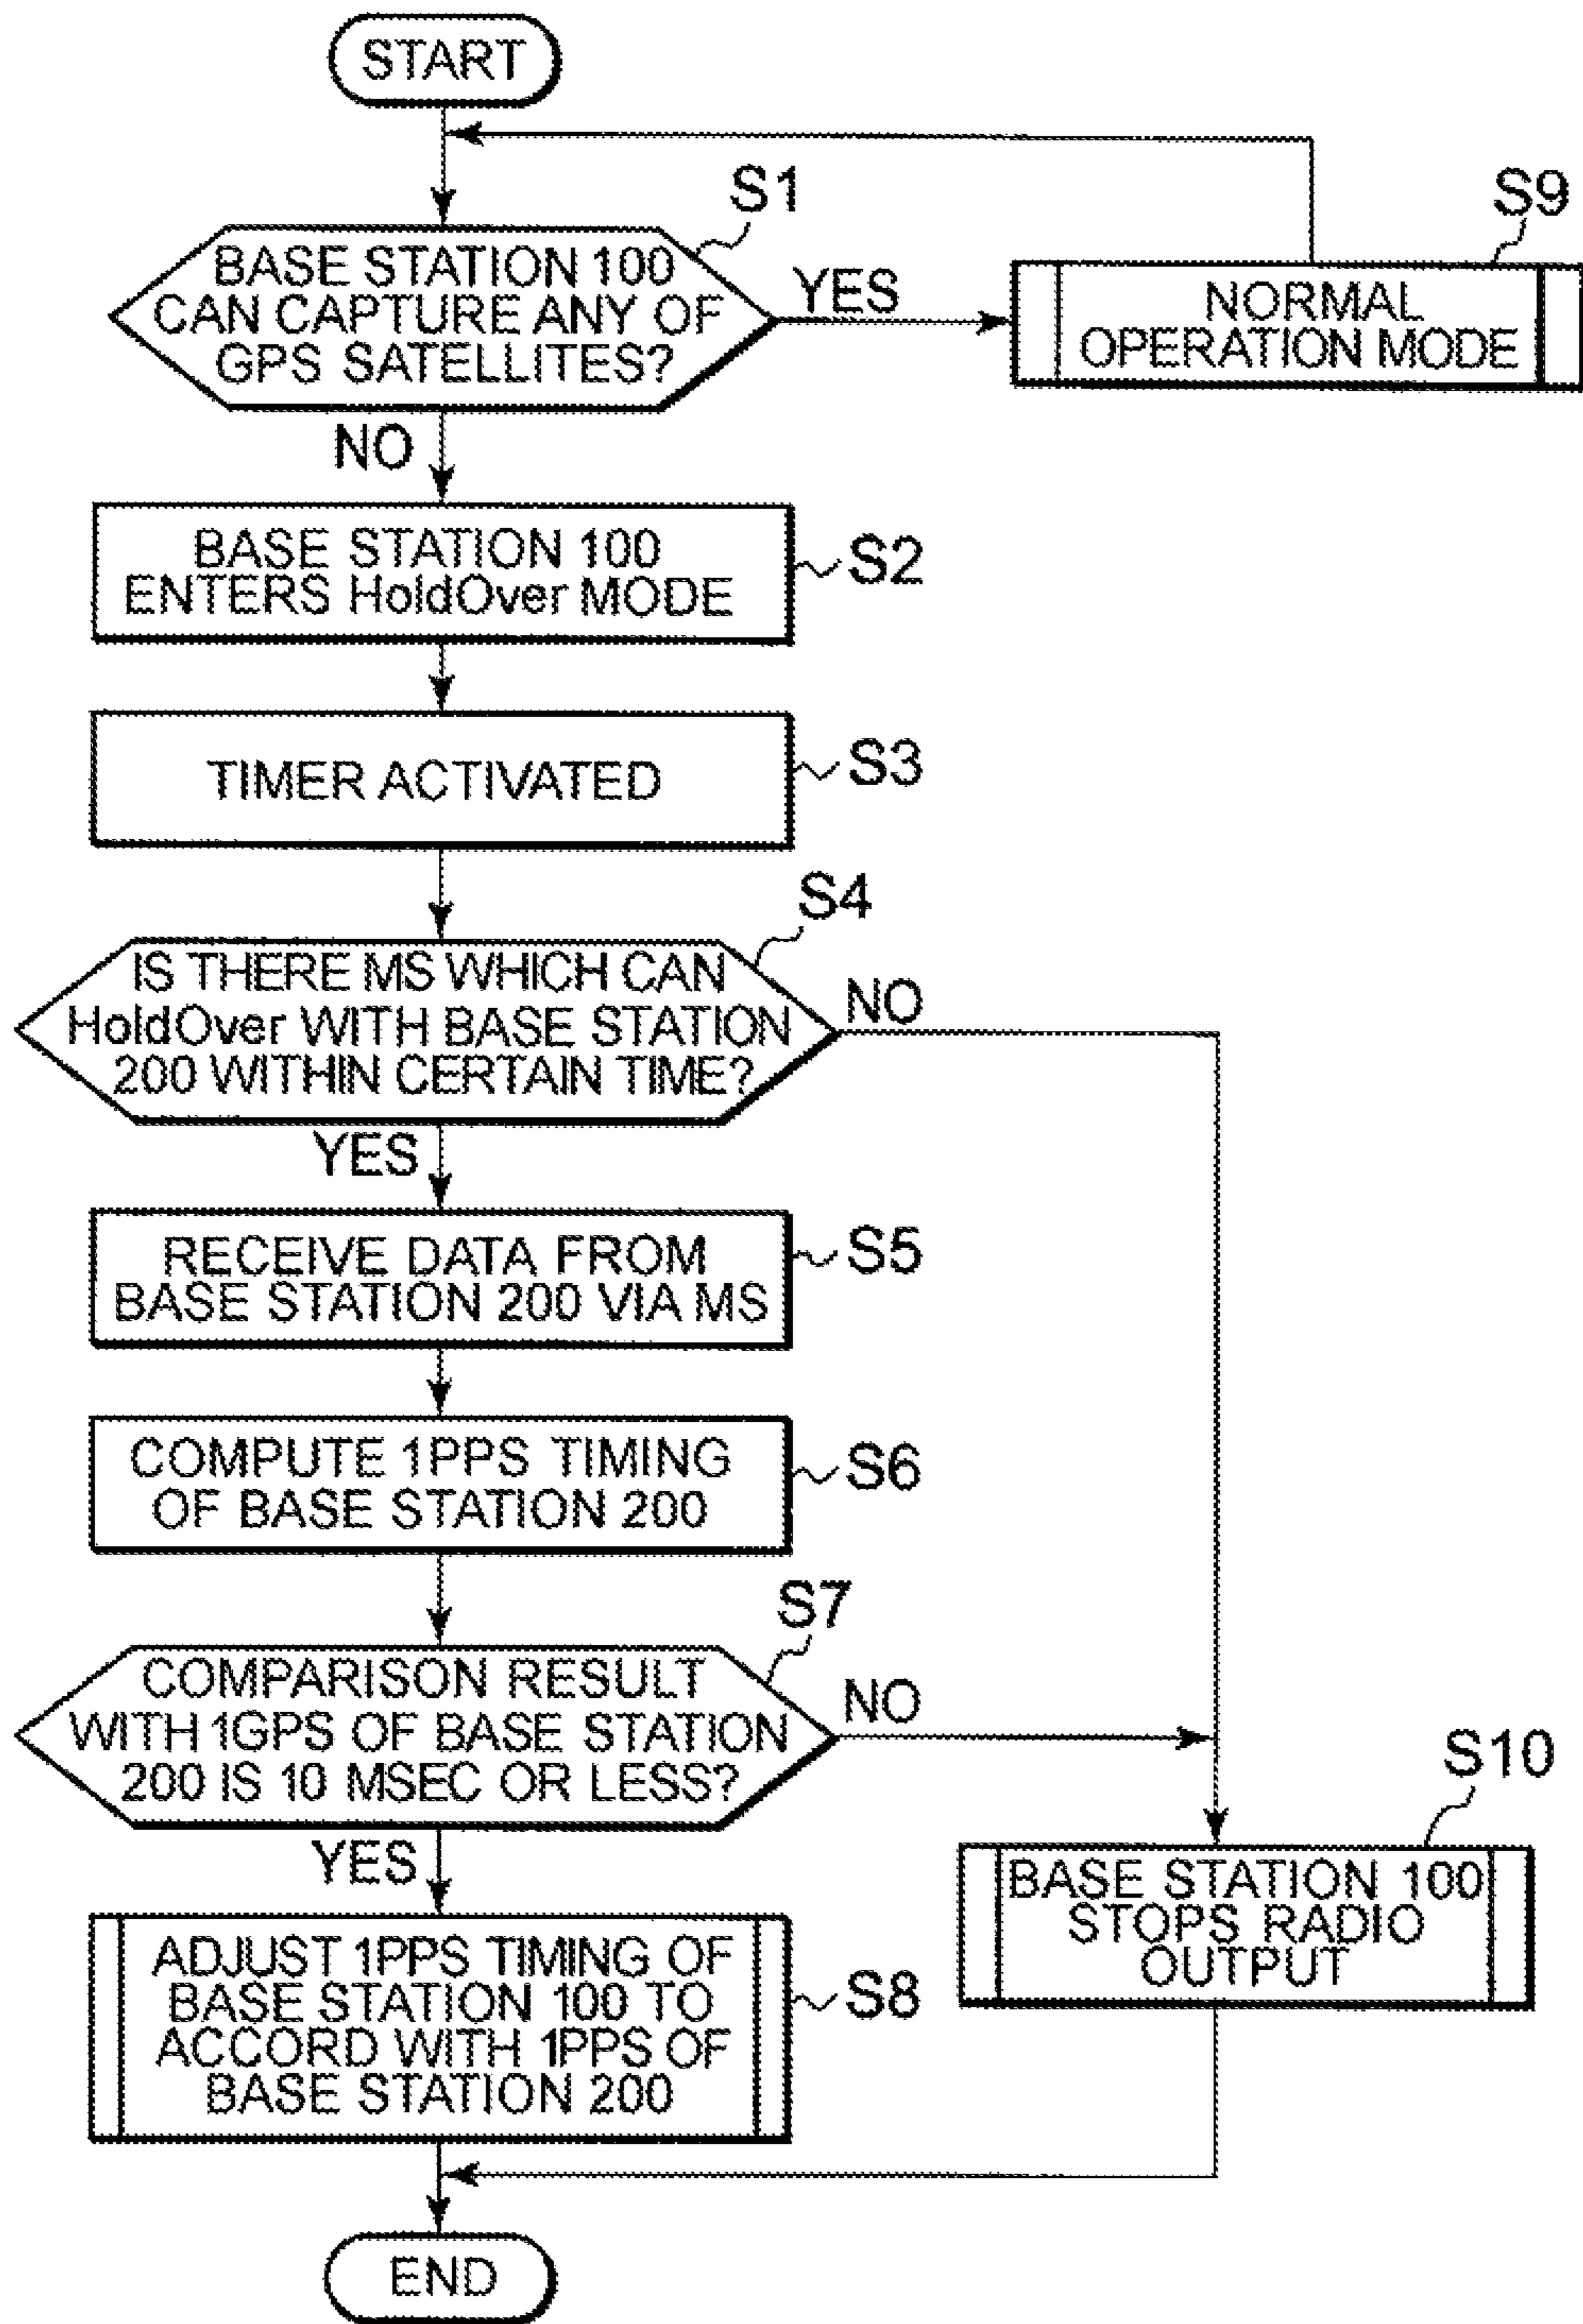 START
S1
BASE STATION 100
CAN CAPTURE ANY OF
GPS SATELLITES?
YES
S9
NORMAL
OPERATION MODE
NO
BASE STATION 100
ENTERS HoldOver MODE
S2
TIMER ACTIVATED
S3
S4
IS THERE MS WHICH CAN
HoldOver WITH BASE STATION
200 WITHIN CERTAIN TIME?
NO
YES
RECEIVE DATA FROM
BASE STATION 200 VIA MS
S5
COMPUTE 1PPS TIMING
OF BASE STATION 200
S6
S7
COMPARISON RESULT
WITH 1GPS OF BASE STATION
200 IS 10 MSEC OR LESS?
NO
YES
S10
BASE STATION 100
STOPS RADIO
OUTPUT
ADJUST 1PPS TIMING OF
BASE STATION 100 TO
ACCORD WITH 1PPS OF
BASE STATION 200
S8
END